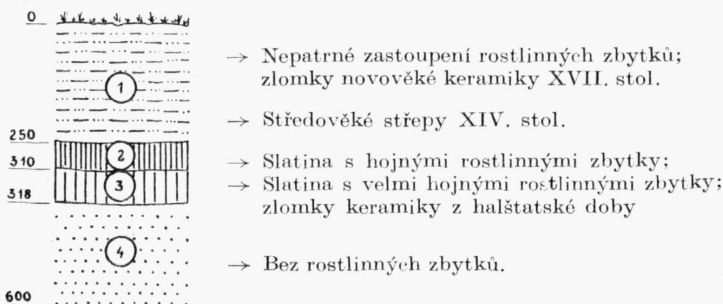 0
1
→ Nepatrné zastoupení rostlinných zbytků;
zlomky novověké keramiky XVII. stol.
→ Středověké střepy XIV. stol.
250
2
→ Slatina s hojnými rostlinnými zbytky;
310
3
→ Slatina s velmi hojnými rostlinnými zbytky;
318
zlomky keramiky z halštatské doby
4
→ Bez rostlinných zbytků.
600